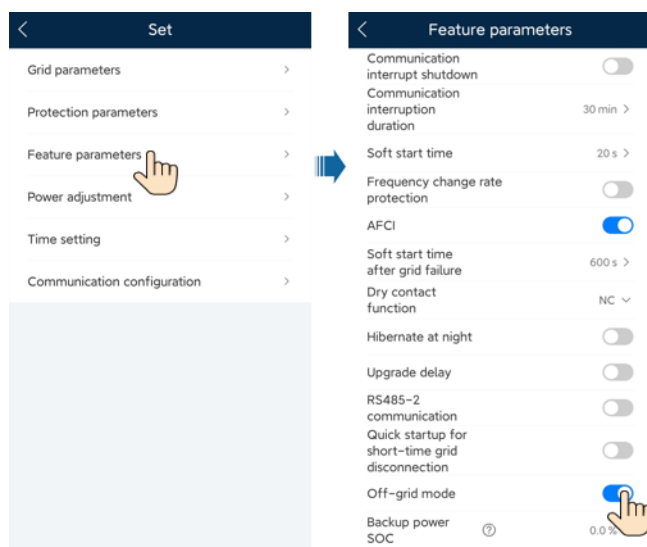 Set
Grid parameters
Protection parameters
Feature parameters
Power adjustment
Time setting
Communication configuration
Feature parameters
Communication
interrupt shutdown
Communication
interruption
duration
30 min
Soft start time
20 s
Frequency change rate
protection
AFCI
Soft start time
after grid failure
600 s
Dry contact
function
NC
Hibernate at night
Upgrade delay
RS485-2
communication
Quick startup for
short-time grid
disconnection
Off-grid mode
Backup power
SOC
0.0 %